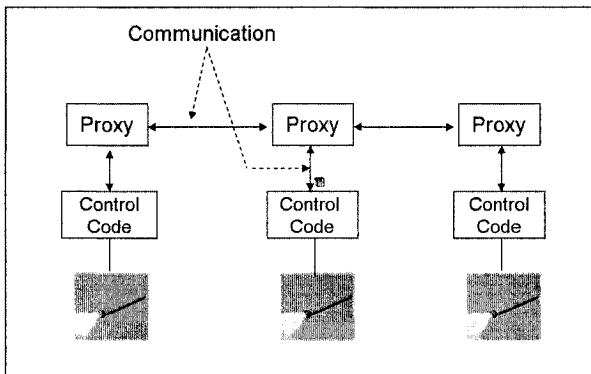 Communication
Proxy
Proxy
Proxy
Control
Code
Control
Code
Control
Code